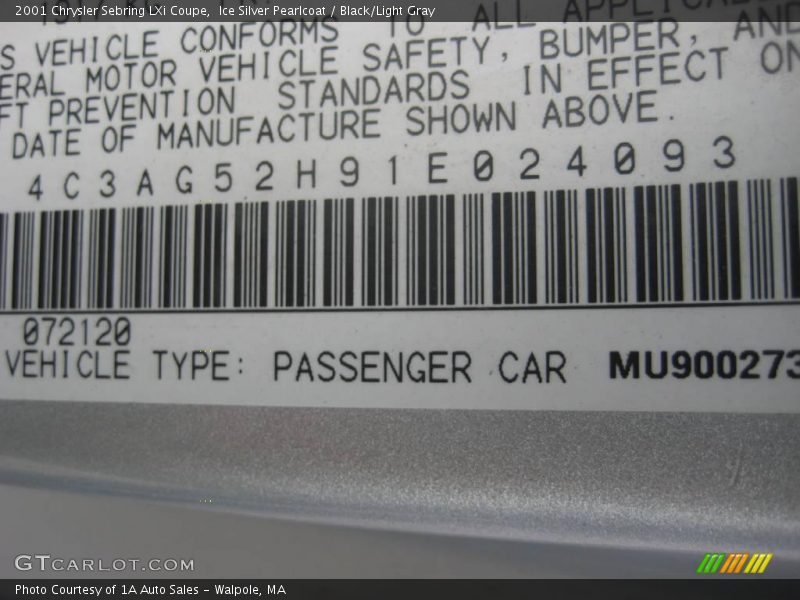 2001 Chrysler Sebring LXi Coupe, Ice Silver Pearlcoat / Black/Light Gray
TO ALL
S VEHICLE CONFORMS
ERAL MOTOR VEHICLE SAFETY, BUMPER, AND
FT PREVENTION STANDARDS IN EFFECT ON
DATE OF MANUFACTURE SHOWN ABOVE.
4C3AG52H91E024093
072120
VEHICLE TYPE: PASSENGER CAR MU900273
GTCARLOT.COM
Photo Courtesy of 1A Auto Sales - Walpole, MA